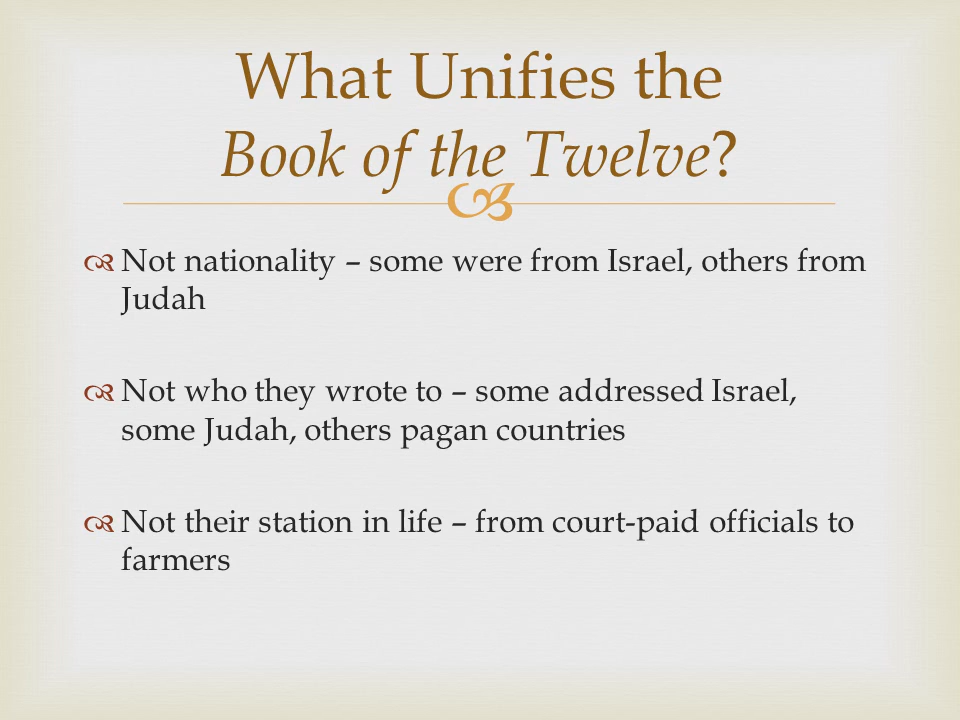 What Unifies the
Book of the Twelve?
Not nationality – some were from Israel, others from
Judah
Not who they wrote to – some addressed Israel,
some Judah, others pagan countries
Not their station in life – from court-paid officials to
farmers